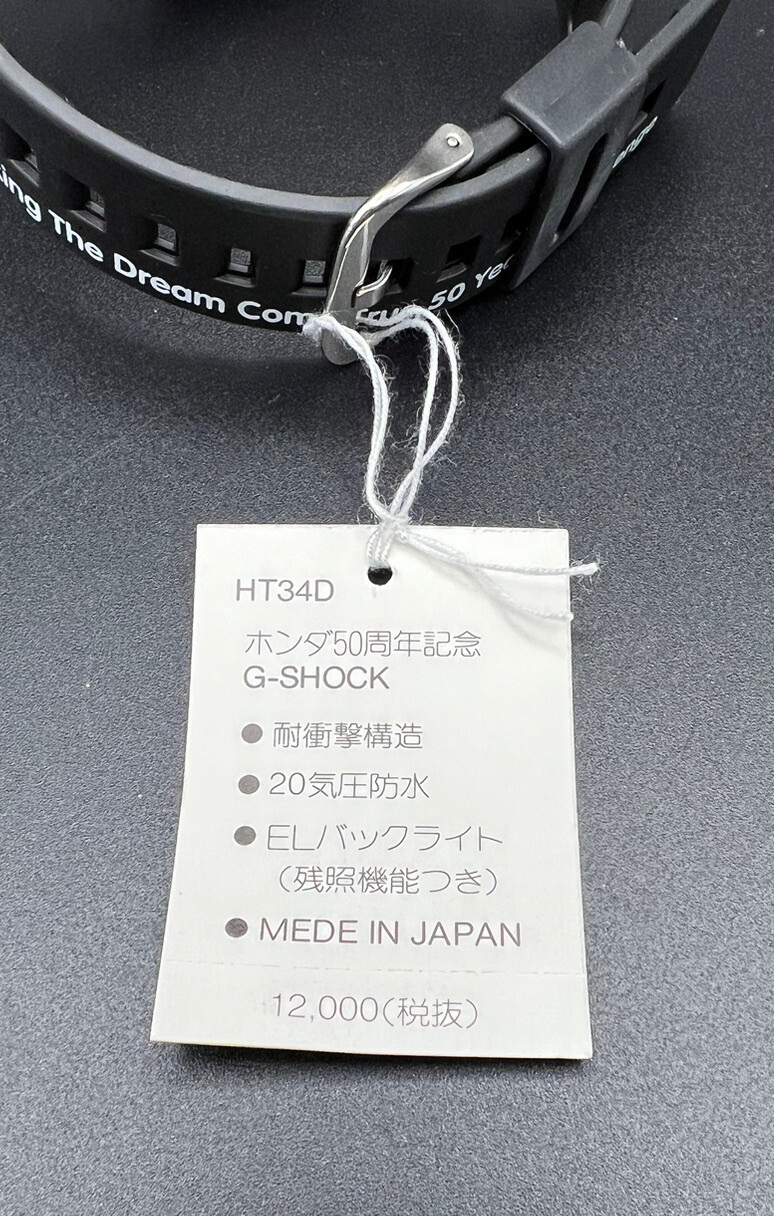 The Dream Com
50
HT34D
ホンダ50周年記念
G-SHOCK
● 耐衝撃構造
● 20気圧防水
● ELバックライト
（残照機能つき）
● MEDE IN JAPAN
12,000(税抜)